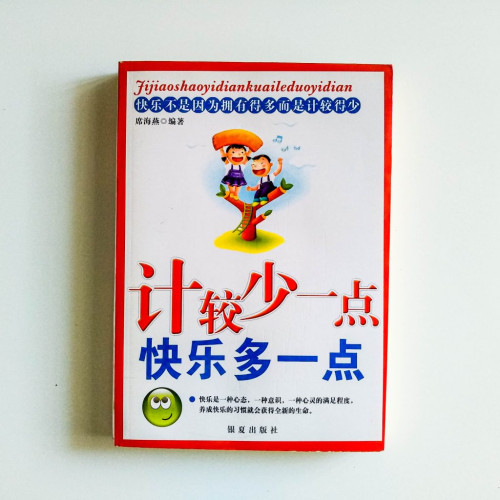 Jijiaoshaoyidiankuaileduoyidian
快乐不是因为拥有得多而是计较得少
席海燕◎编著
计较少一点
快乐多一点
●快乐是一种心态,一种意识,一种心灵的满足程度。
养成快乐的习惯就会获得全新的生命。
银夏出版社